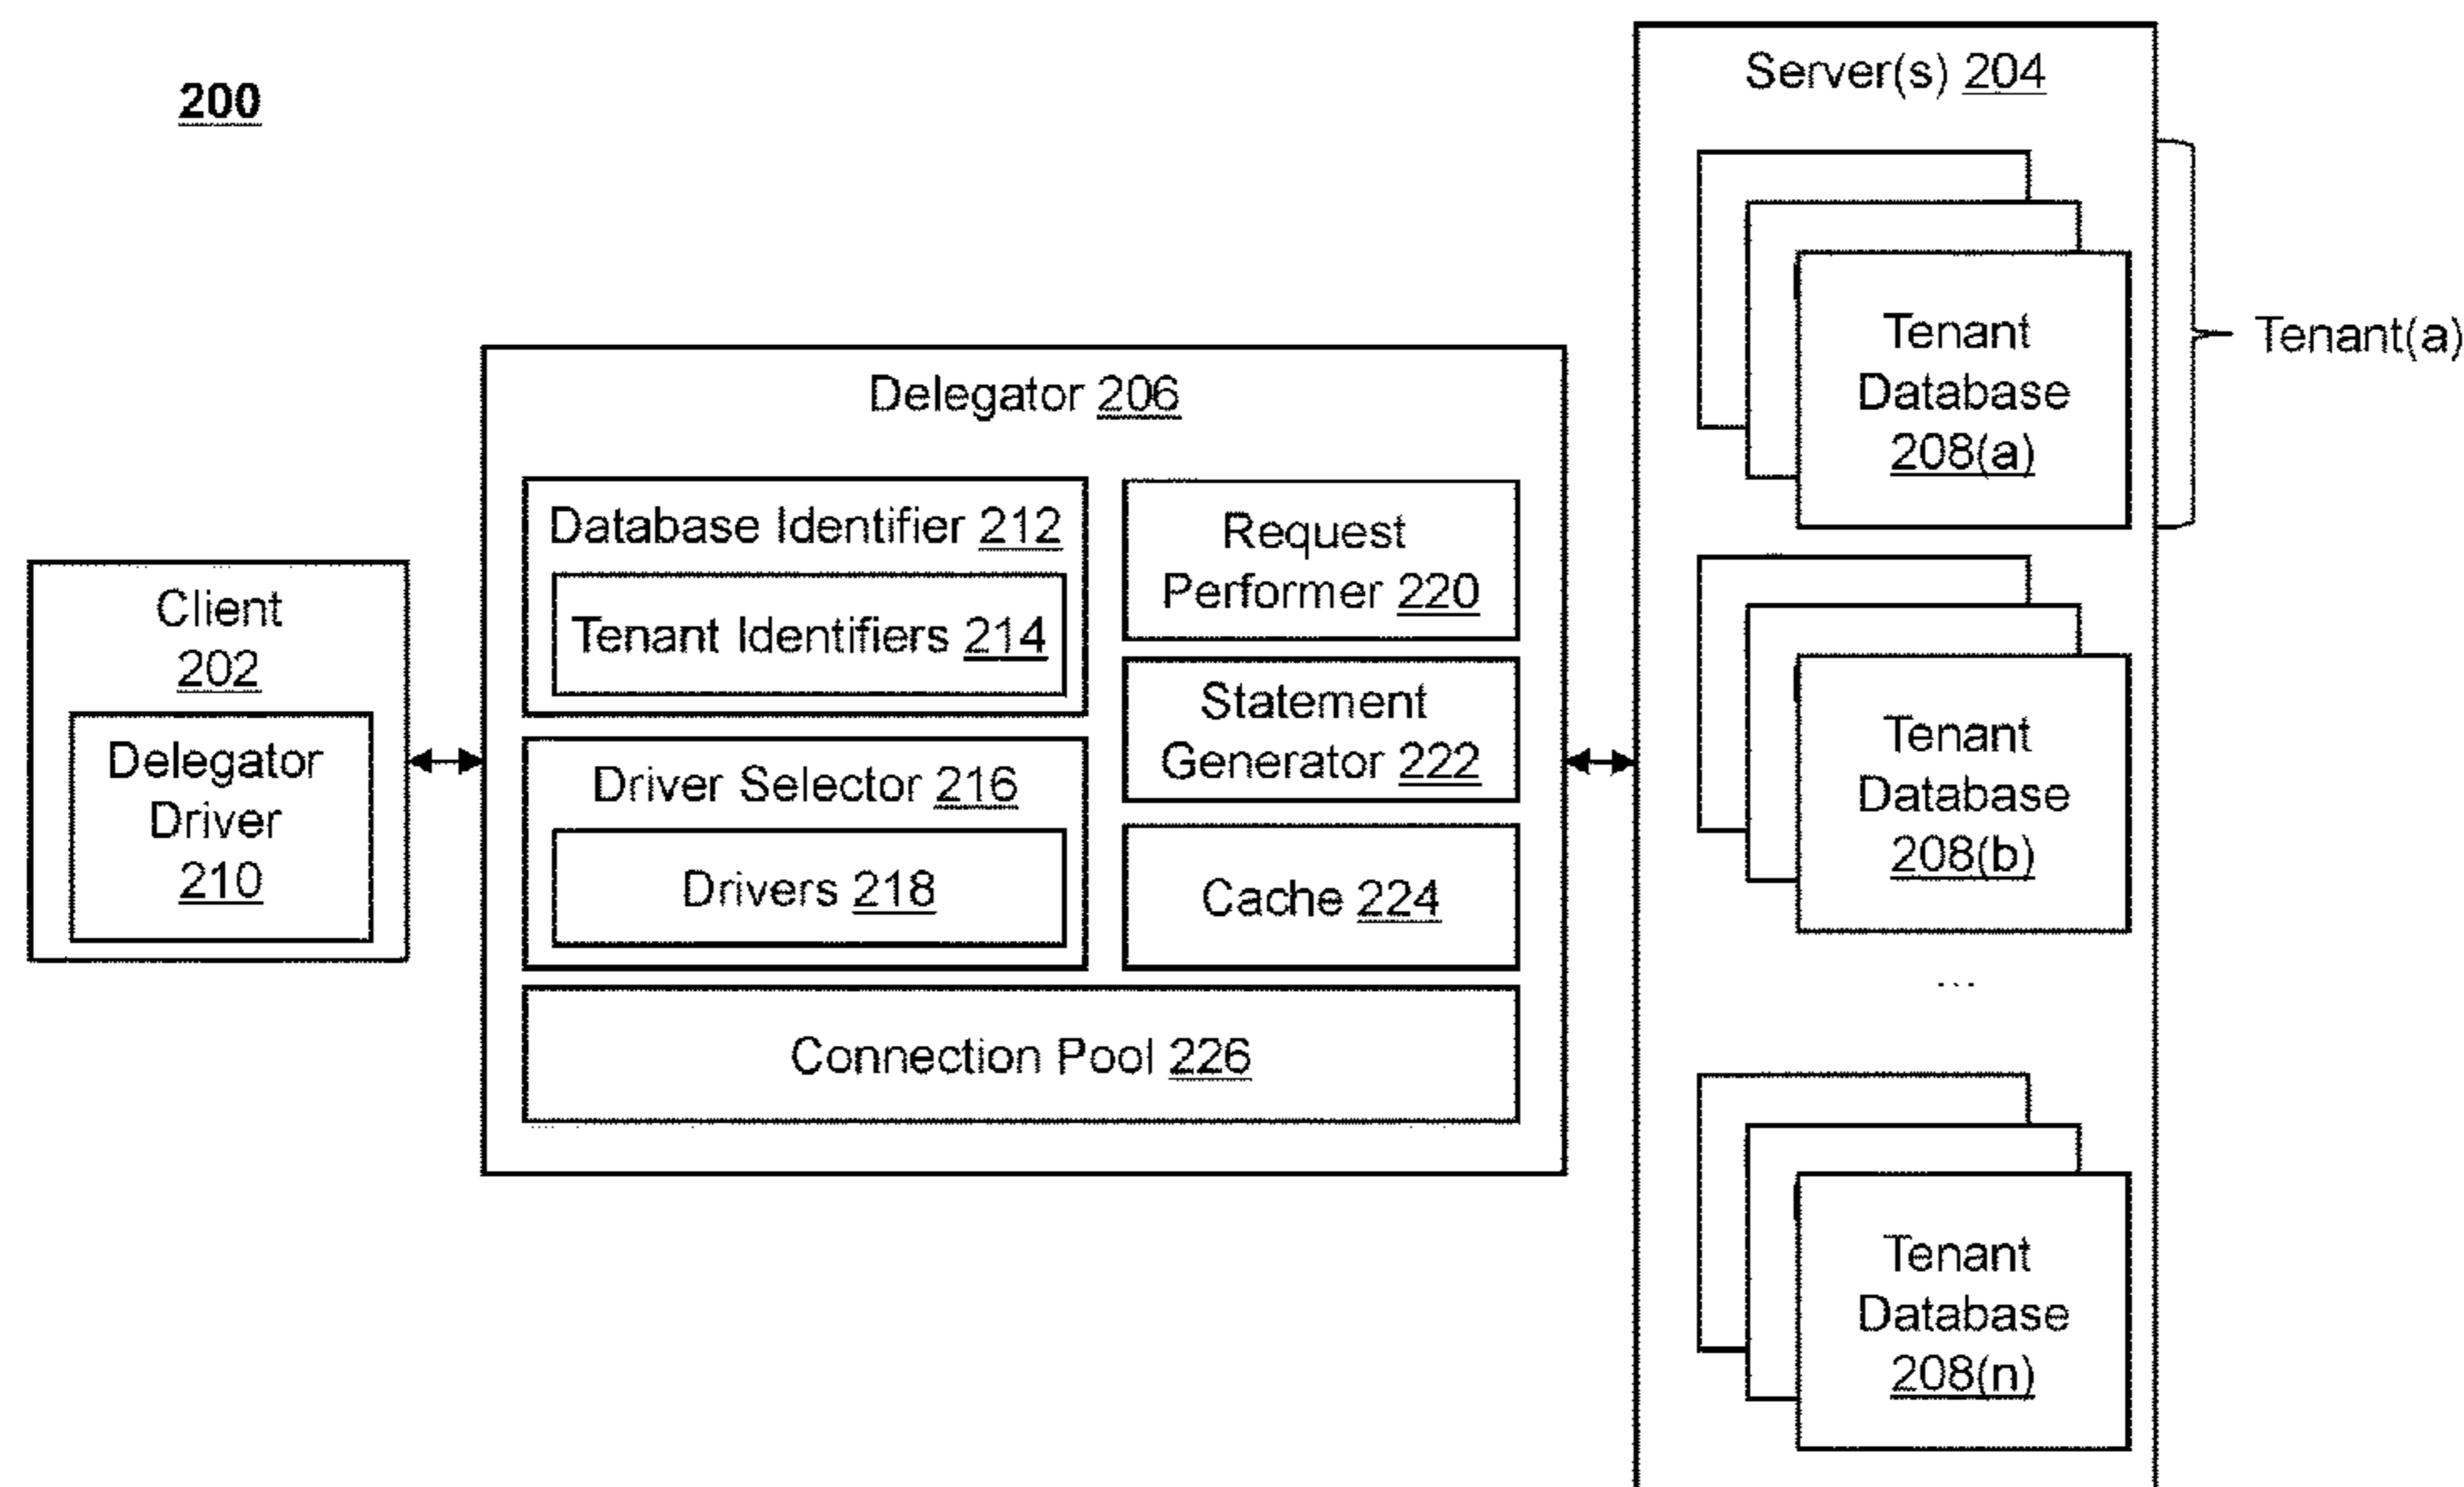 200
Client
202
Delegator
Driver
210
Delegator 206
Database Identifier 212
Tenant Identifiers 214
Driver Selector 216
Drivers 218
Request
Performer 220
Statement
Generator 222
Cache 224
Connection Pool 226
Server(s) 204
Tenant
Database
208(a)
Tenant(a)
Tenant
Database
208(b)
...
Tenant
Database
208(n)